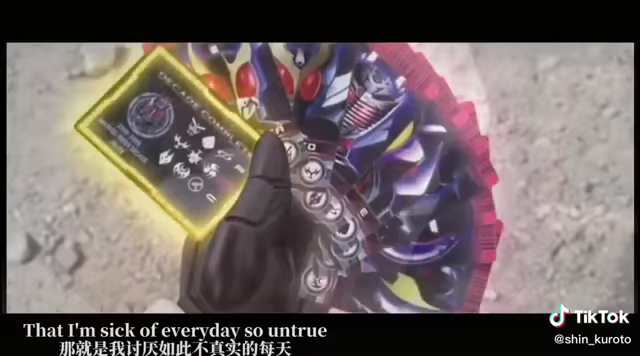 DECADE COMPLETE
That I'm sick of everyday so untrue
那就是我讨厌如此不真实的每天
TikTok
@shin_kuroto